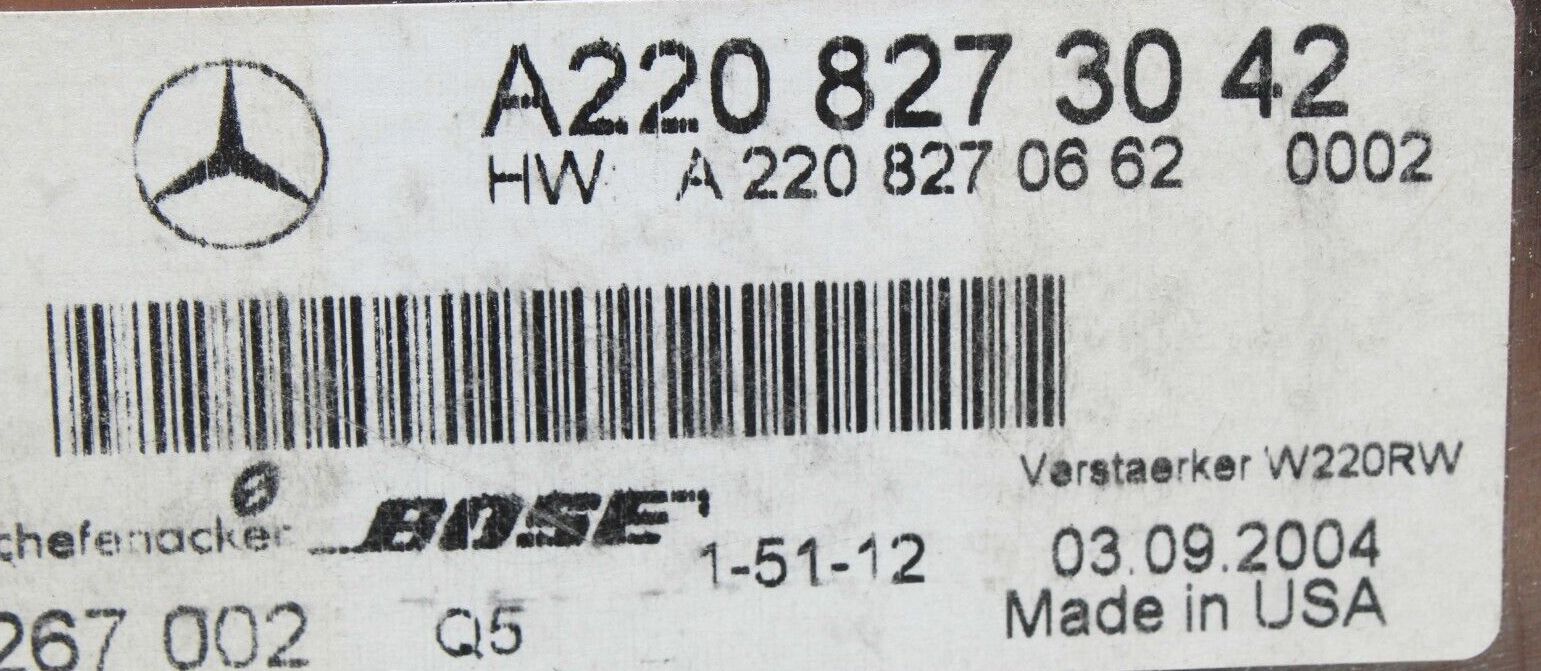 A220 827 30 42
HW A 220 827 06 62 0002
Verstaerker W220RW
chefenacker BOSE 1-51-12 03.09.2004
Made in USA
267 002 Q5